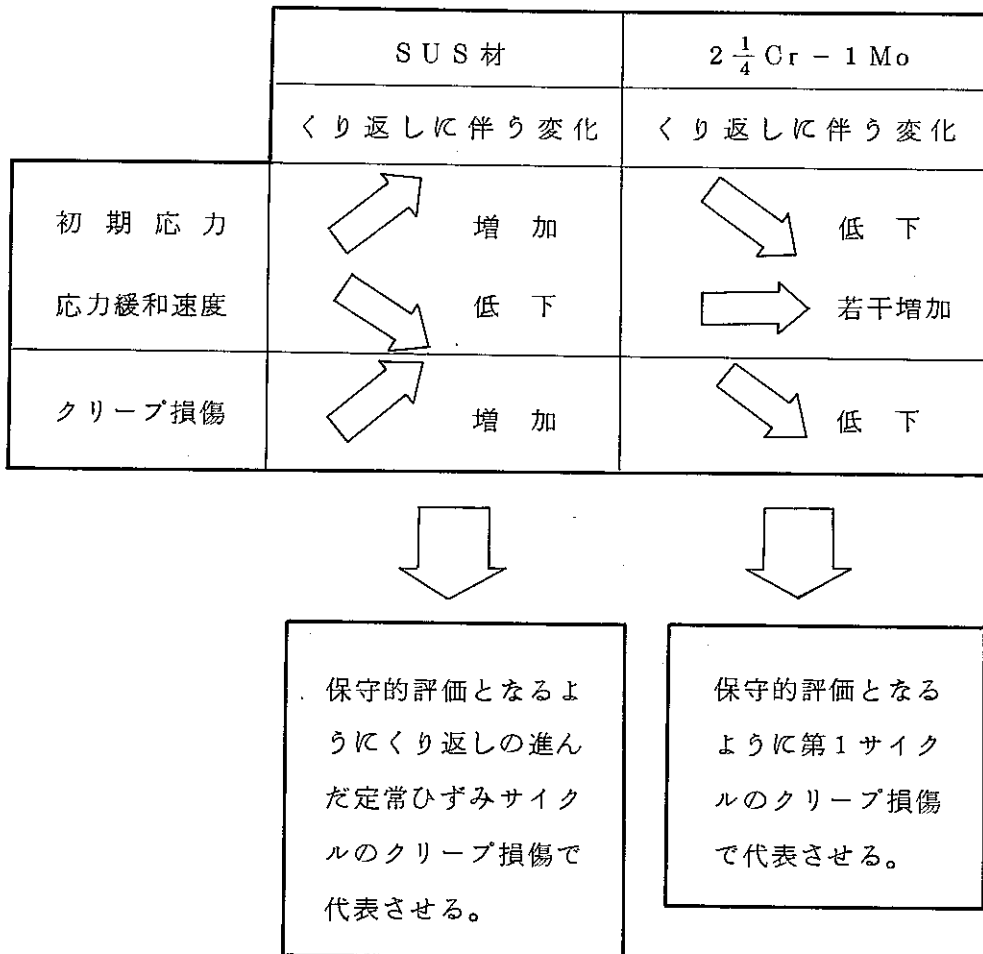 SUS材 2 1/4 Cr - 1 Mo
くり返しに伴う変化 くり返しに伴う変化
初期応力 増加 低下
応力緩和速度 低下 若干増加
クリープ損傷 増加 低下
保守的評価となるよ
うにくり返しの進ん
だ定常ひずみサイク
ルのクリープ損傷で
代表させる。
保守的評価となる
ように第1サイク
ルのクリープ損傷
で代表させる。